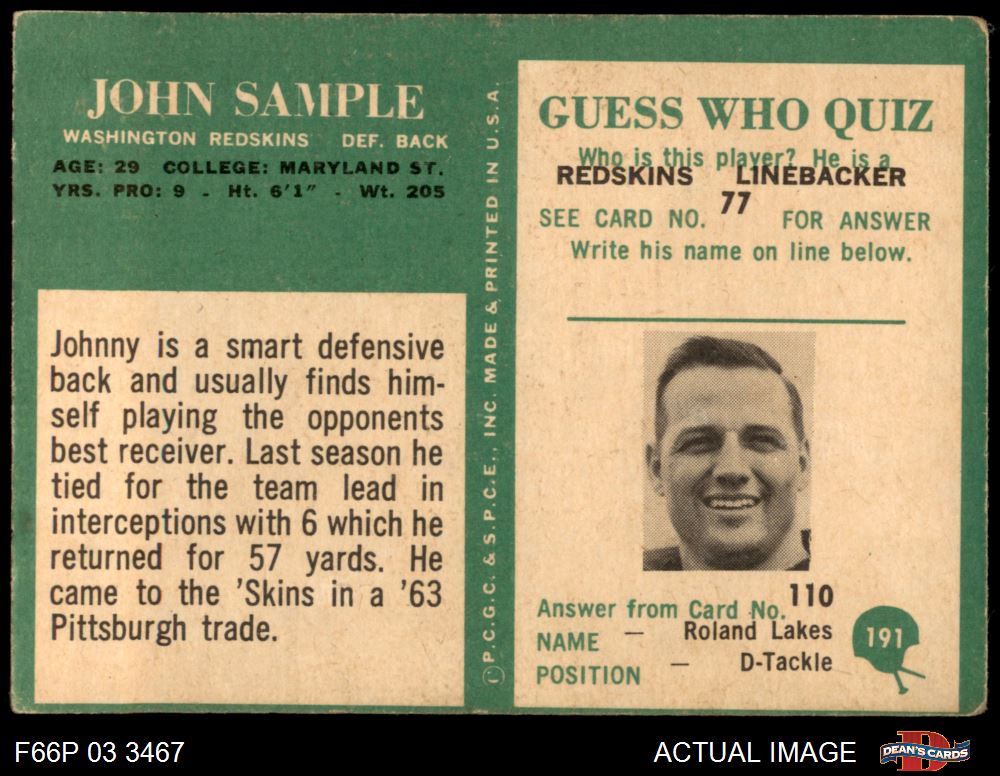 JOHN SAMPLE
WASHINGTON REDSKINS DEF. BACK
AGE: 29 COLLEGE: MARYLAND ST.
YRS. PRO: 9 - Ht. 6'1" - Wt. 205
Johnny is a smart defensive
back and usually finds him-
self playing the opponents
best receiver. Last season he
tied for the team lead in
interceptions with 6 which he
returned for 57 yards. He
came to the 'Skins in a '63
Pittsburgh trade.
©P.C.G.C. & S.P.C.E., INC. MADE & PRINTED IN U.S.A.
GUESS WHO QUIZ
Who is this player? He is a
REDSKINS LINEBACKER
SEE CARD NO. 77 FOR ANSWER
Write his name on line below.
Answer from Card No. 110
NAME — Roland Lakes
POSITION — D-Tackle
191
F66P 03 3467
ACTUAL IMAGE
DEAN'S CARDS